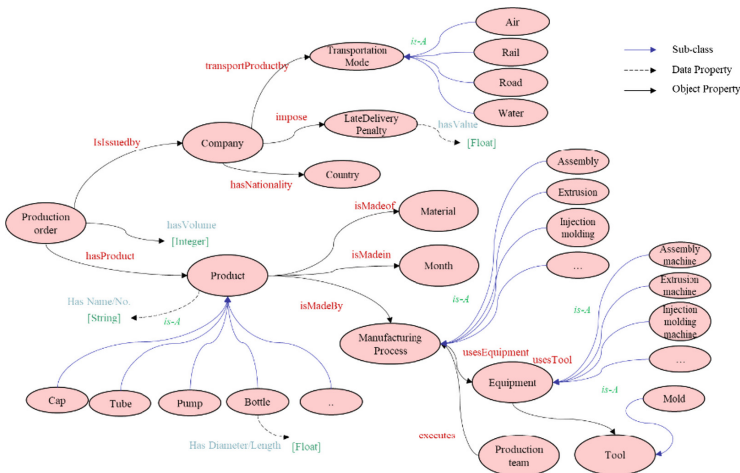 Air
is-A
Transportation
Mode
Rail
Sub-class
transportProductby
Road
Data Property
Object Property
Water
impose
LateDelivery
Penalty
hasValue
[Float]
IsIssuedby
Company
Country
hasNationality
Assembly
Extrusion
Injection
molding
...
Production
order
hasVolume
[Integer]
hasProduct
isMadeof
Material
isMadein
Month
Product
isMadeBy
Has Name/No.
[String]
is-A
is-A
Manufacturing
Process
Assembly
machine
Extrusion
machine
Injection
molding
machine
...
is-A
usesEquipment
usesTool
Equipment
is-A
Cap
Tube
Pump
Bottle
..
Has Diameter/Length
[Float]
executes
Production
team
Mold
Tool